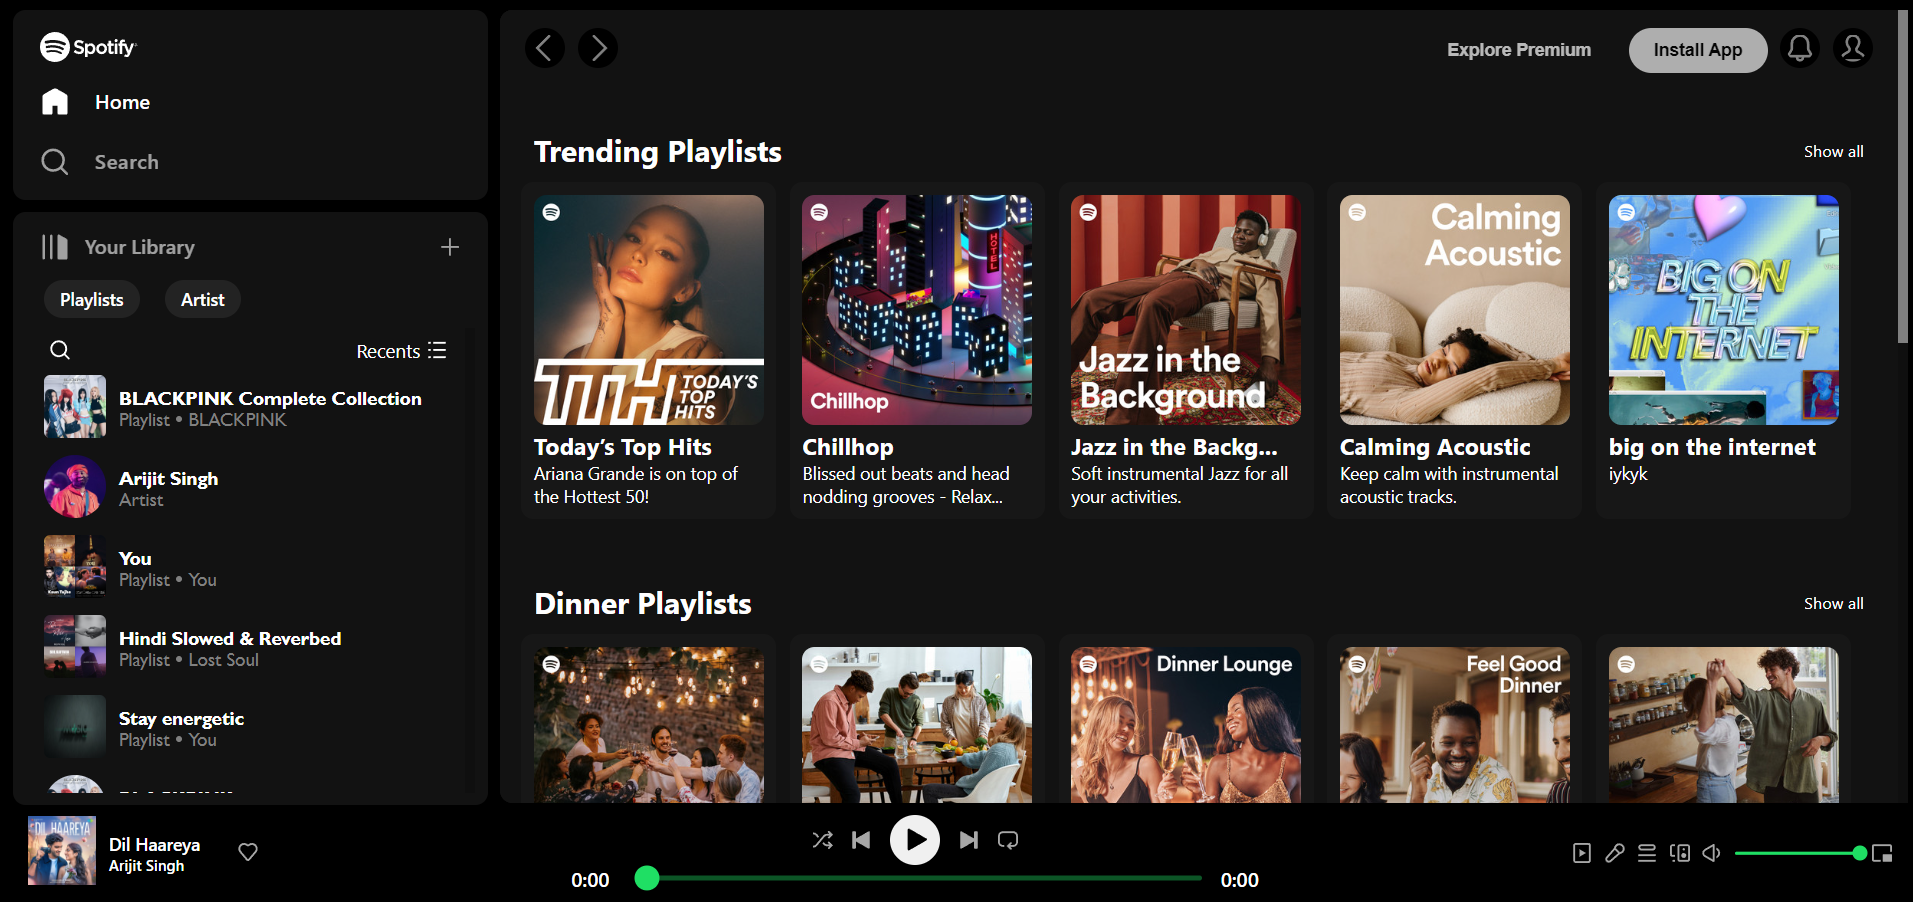 Spotify
Home
Search
Your Library
Playlists
Artist
Recents
BLACKPINK Complete Collection
Playlist • BLACKPINK
Arijit Singh
Artist
You
Playlist • You
Hindi Slowed & Reverbed
Playlist • Lost Soul
Stay energetic
Playlist • You
Explore Premium
Install App
Trending Playlists
Show all
TTH
TODAY'S
TOP
HITS
Today's Top Hits
Ariana Grande is on top of
the Hottest 50!
HOTEL
Chillhop
Chillhop
Blissed out beats and head
nodding grooves - Relax...
Jazz in the
Background
Jazz in the Backg...
Soft instrumental Jazz for all
your activities.
Calming
Acoustic
Calming Acoustic
Keep calm with instrumental
acoustic tracks.
BIG ON
THE
INTERNET
big on the internet
iykyk
Dinner Playlists
Show all
Dinner Lounge
Feel Good
Dinner
DIL HAAREYA
Dil Haareya
Arijit Singh
0:00
0:00